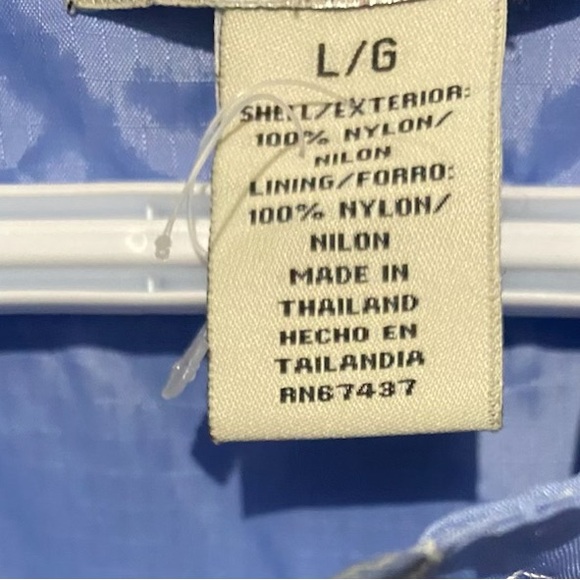 L/G
SHELL/EXTERIOR:
100% NYLON/
NILON
LINING/FORRO:
100% NYLON/
NILON
MADE IN
THAILAND
HECHO EN
TAILANDIA
RN67437